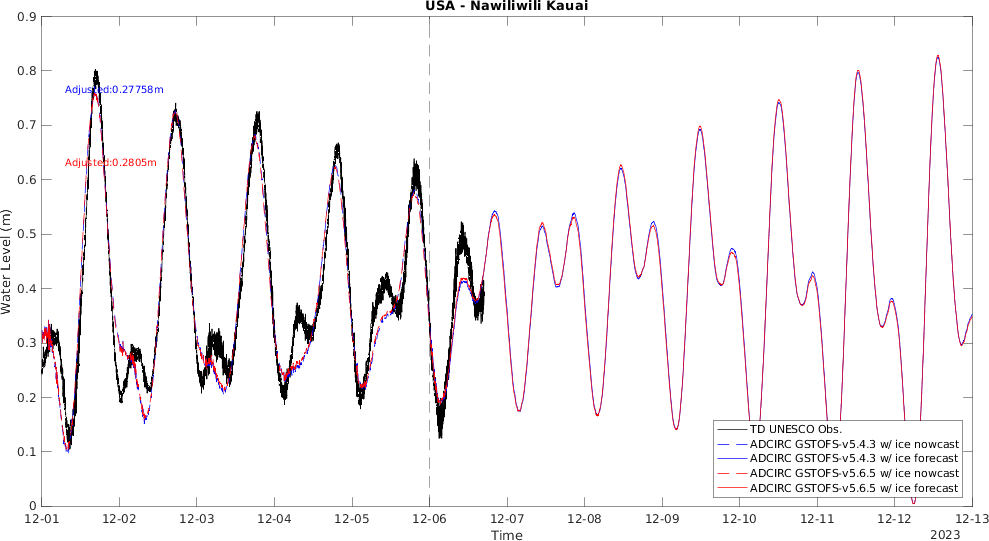 USA - Nawiliwili Kauai
0.9
0.8
0.7
0.6
0.5
0.4
0.3
0.2
0.1
0
Water Level (m)
Adjusted:0.27758m
Adjusted:0.2805m
TD UNESCO Obs.
ADCIRC GSTOFS-v5.4.3 w/ ice nowcast
ADCIRC GSTOFS-v5.4.3 w/ ice forecast
ADCIRC GSTOFS-v5.6.5 w/ ice nowcast
ADCIRC GSTOFS-v5.6.5 w/ ice forecast
12-01 12-02 12-03 12-04 12-05 12-06 12-07 12-08 12-09 12-10 12-11 12-12 12-13
Time
2023